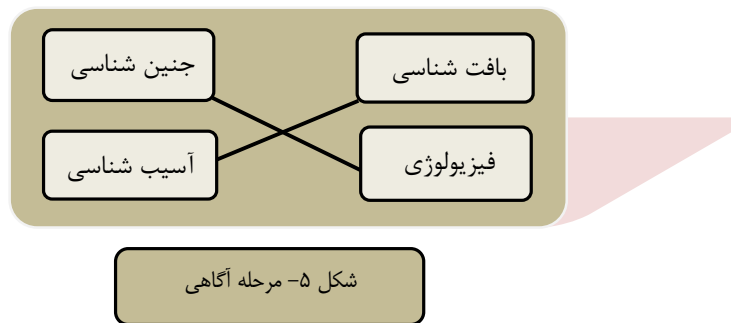 بافت شناسی
جنین شناسی
فیزیولوژی
آسیب شناسی
شکل ۵- مرحله آگاهی